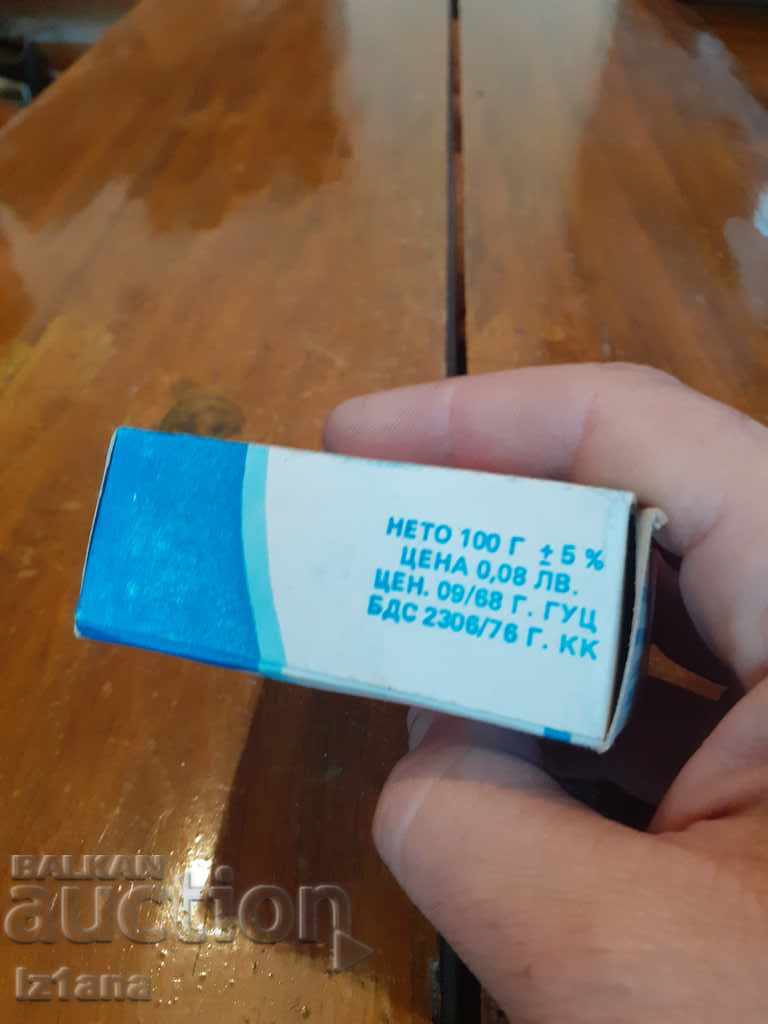 НЕТО 100 Г ± 5 %
ЦЕНА 0,08 ЛВ.
ЦЕН. 09/68 Г. ГУЦ
БДС 2306/76 Г. КК
BALKAN
auction
Iz1ana